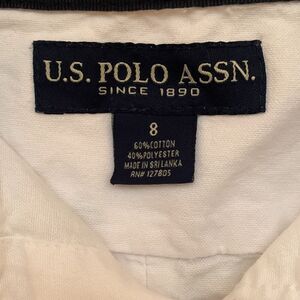 U.S. POLO ASSN.
SINCE 1890
8
60% COTTON
40% POLYESTER
MADE IN SRI LANKA
RN# 127805